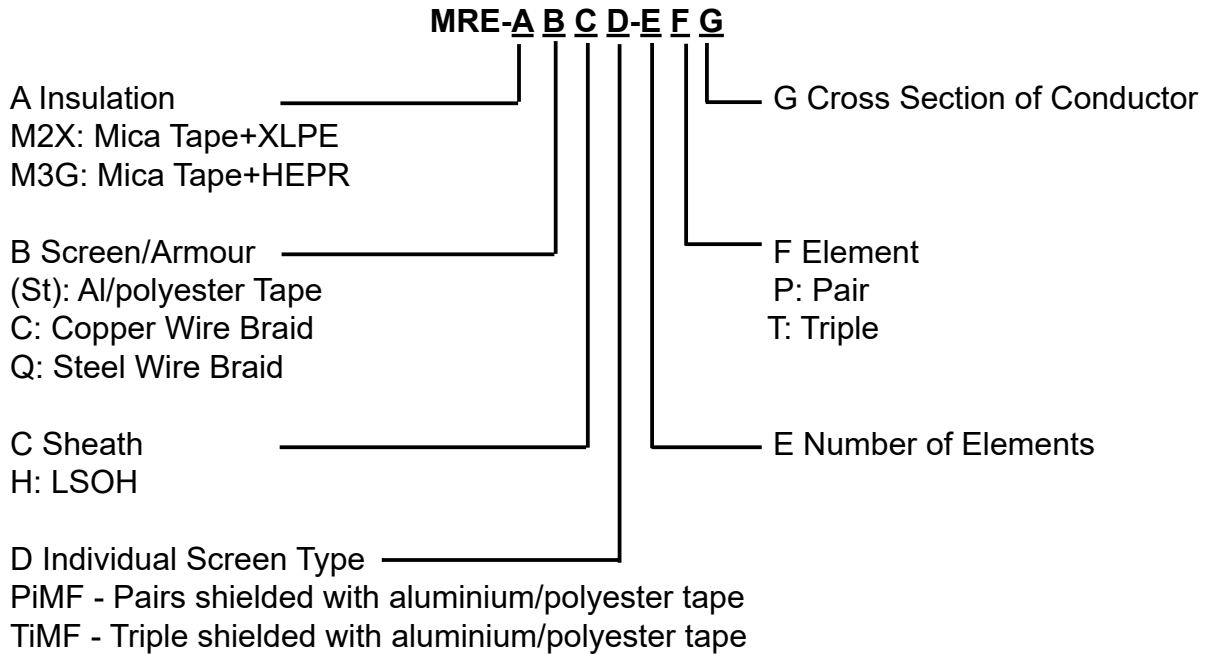 MRE-A B C D-E F G
A Insulation
M2X: Mica Tape+XLPE
M3G: Mica Tape+HEPR
B Screen/Armour
(St): Al/polyester Tape
C: Copper Wire Braid
Q: Steel Wire Braid
C Sheath
H: LSOH
D Individual Screen Type
PiMF - Pairs shielded with aluminium/polyester tape
TiMF - Triple shielded with aluminium/polyester tape
G Cross Section of Conductor
F Element
P: Pair
T: Triple
E Number of Elements